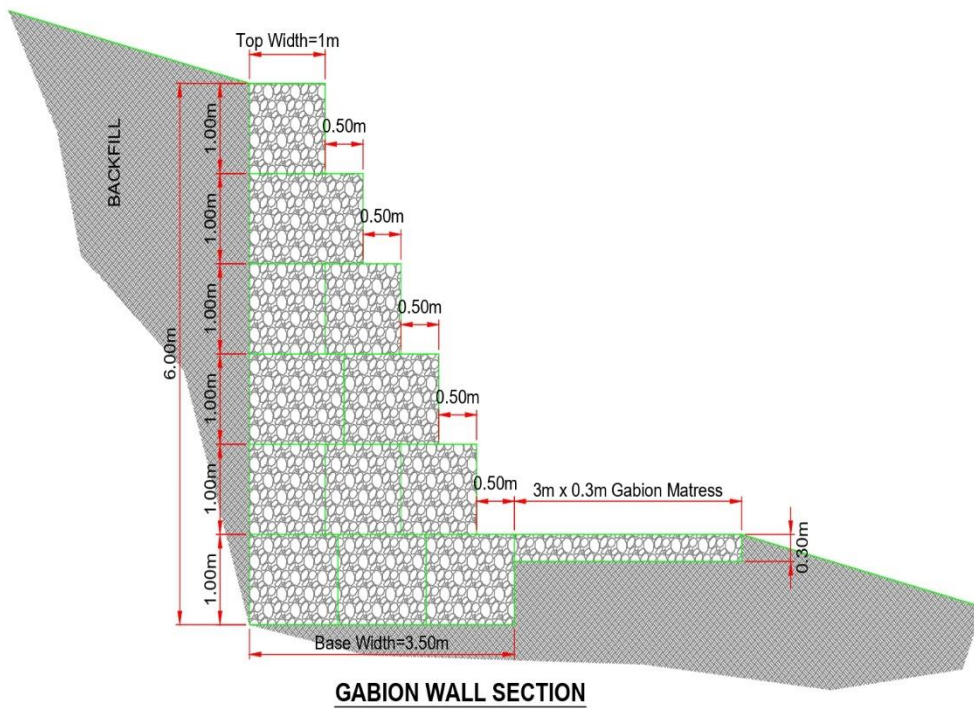 Top Width=1m
0.50m
1.00m
BACKFILL
0.50m
1.00m
0.50m
1.00m
6.00m
0.50m
1.00m
0.50m
3m x 0.3m Gabion Matress
1.00m
0.30m
1.00m
Base Width=3.50m
GABION WALL SECTION